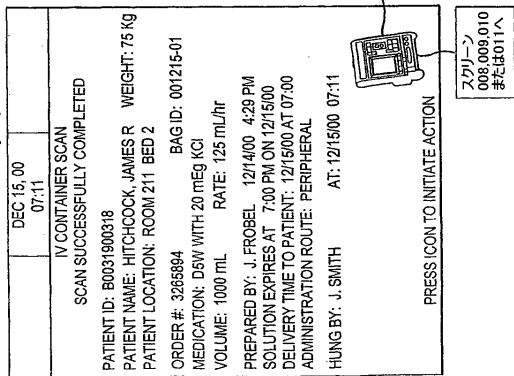 DEC 15, 00
07:11
IV CONTAINER SCAN
SCAN SUCCESSFULLY COMPLETED
PATIENT ID: B0031900318
PATIENT NAME: HITCHCOCK, JAMES R WEIGHT: 75 Kg
PATIENT LOCATION: ROOM 211 BED 2
ORDER #: 3265894 BAG ID: 001215-01
MEDICATION: D5W WITH 20 mEg KCl
VOLUME: 1000 mL RATE: 125 mL/hr
PREPARED BY: J. FROBEL 12/14/00 4:29 PM
SOLUTION EXPIRES AT 7:00 PM ON 12/15/00
DELIVERY TIME TO PATIENT: 12/15/00 AT 07:00
ADMINISTRATION ROUTE: PERIPHERAL
HUNG BY: J. SMITH AT: 12/15/00 07:11
PRESS ICON TO INITIATE ACTION
スクリーン
008,009,010
または011へ